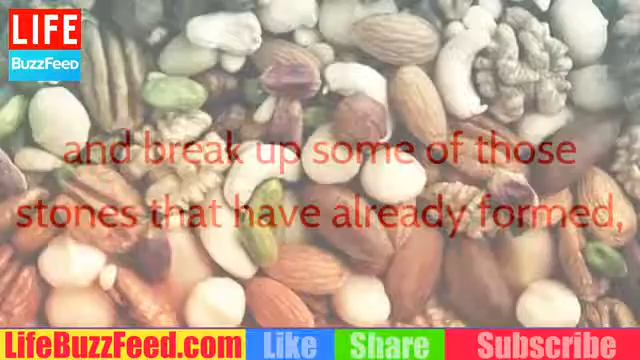 LIFE
BuzzFeed
and break up some of those
stones that have already formed,
LifeBuzzFeed.com Like Share Subscribe